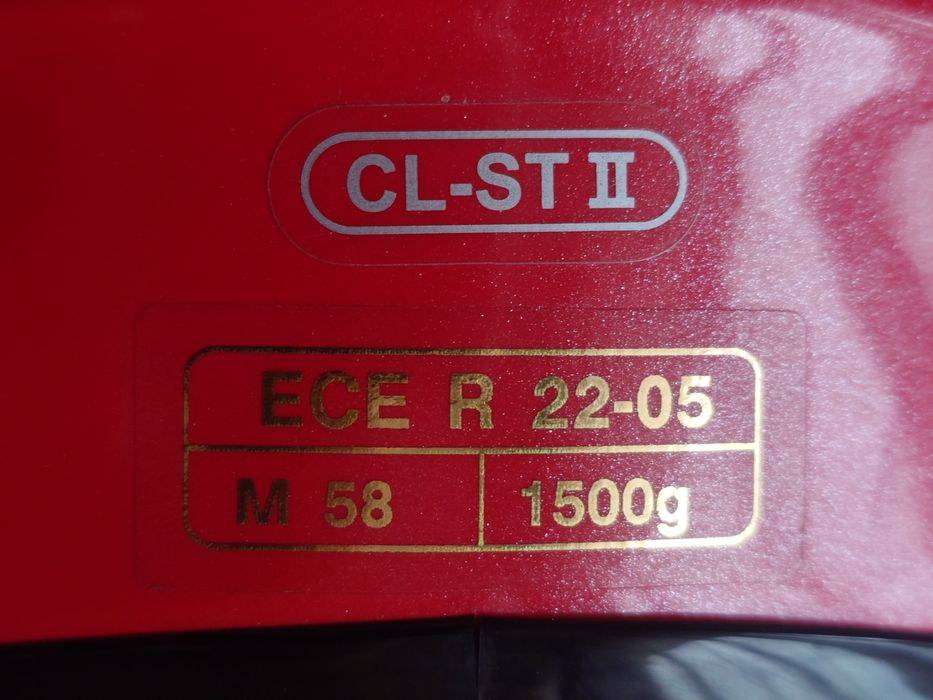 CL-ST II
ECE R 22-05
M 58 1500g